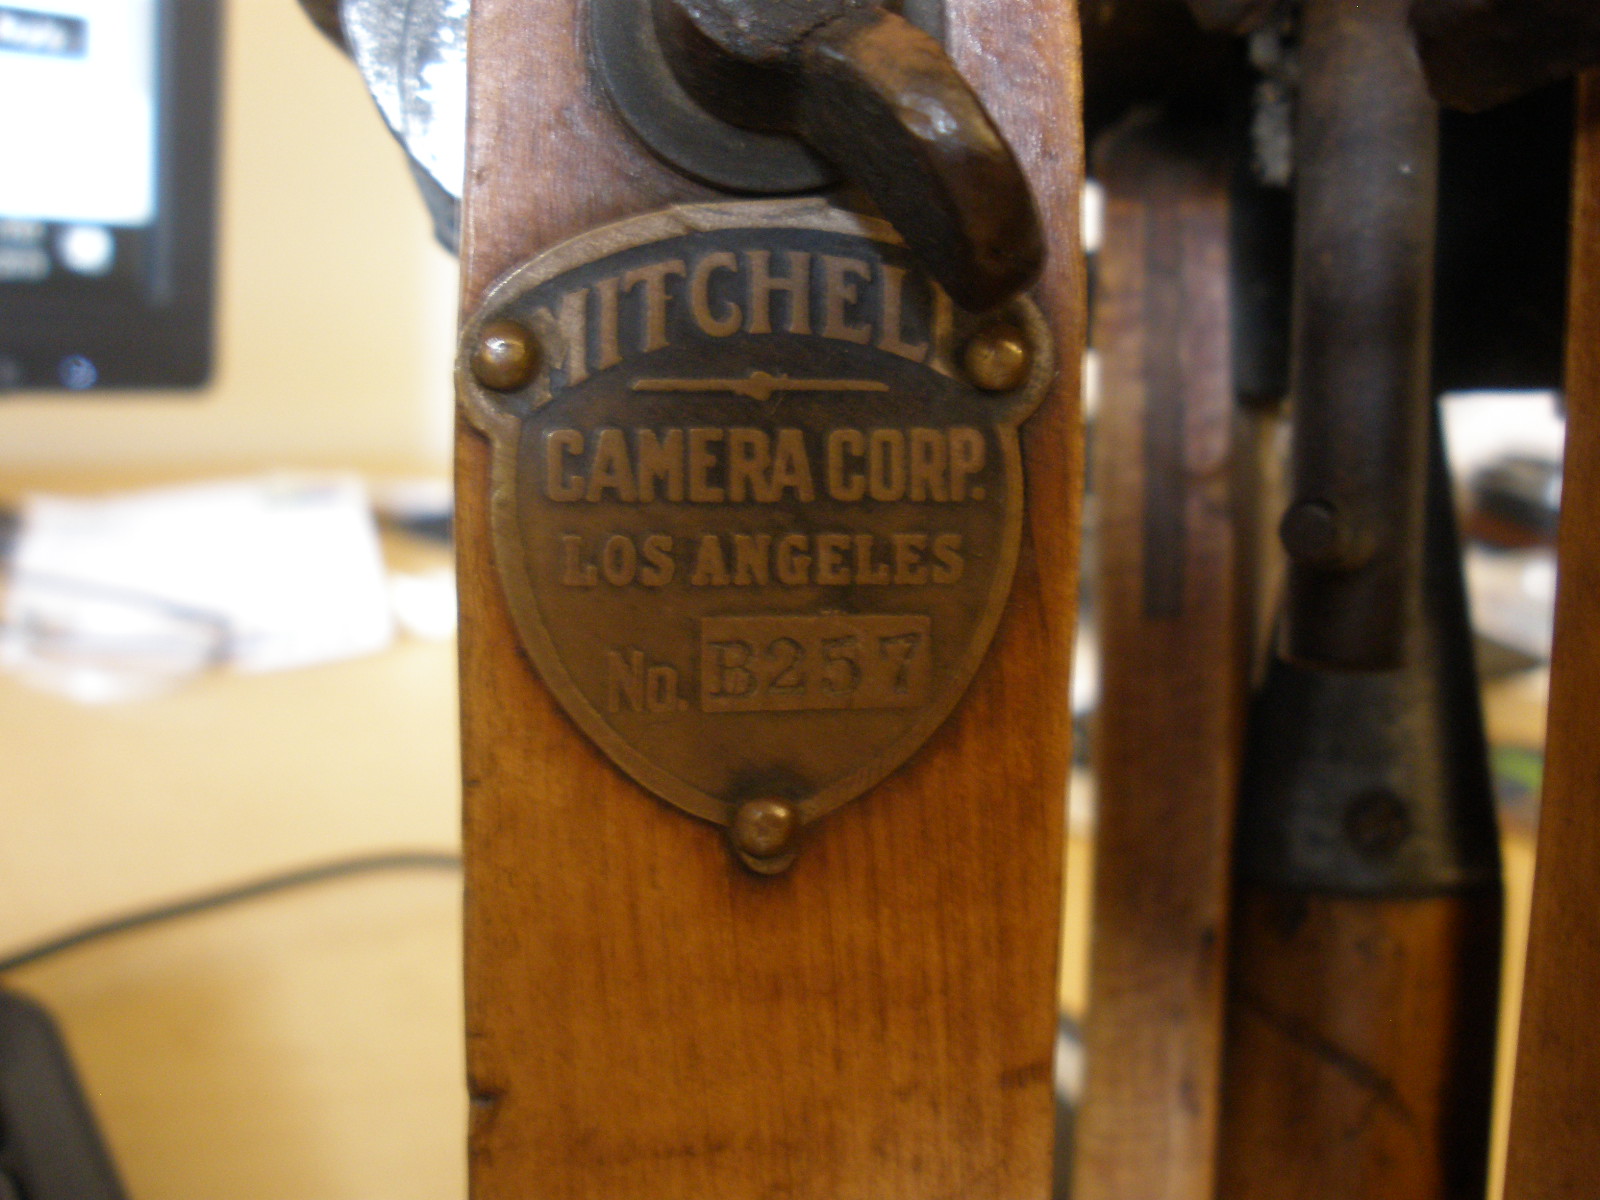 MITCHELL
CAMERA CORP.
LOS ANGELES
No. B257